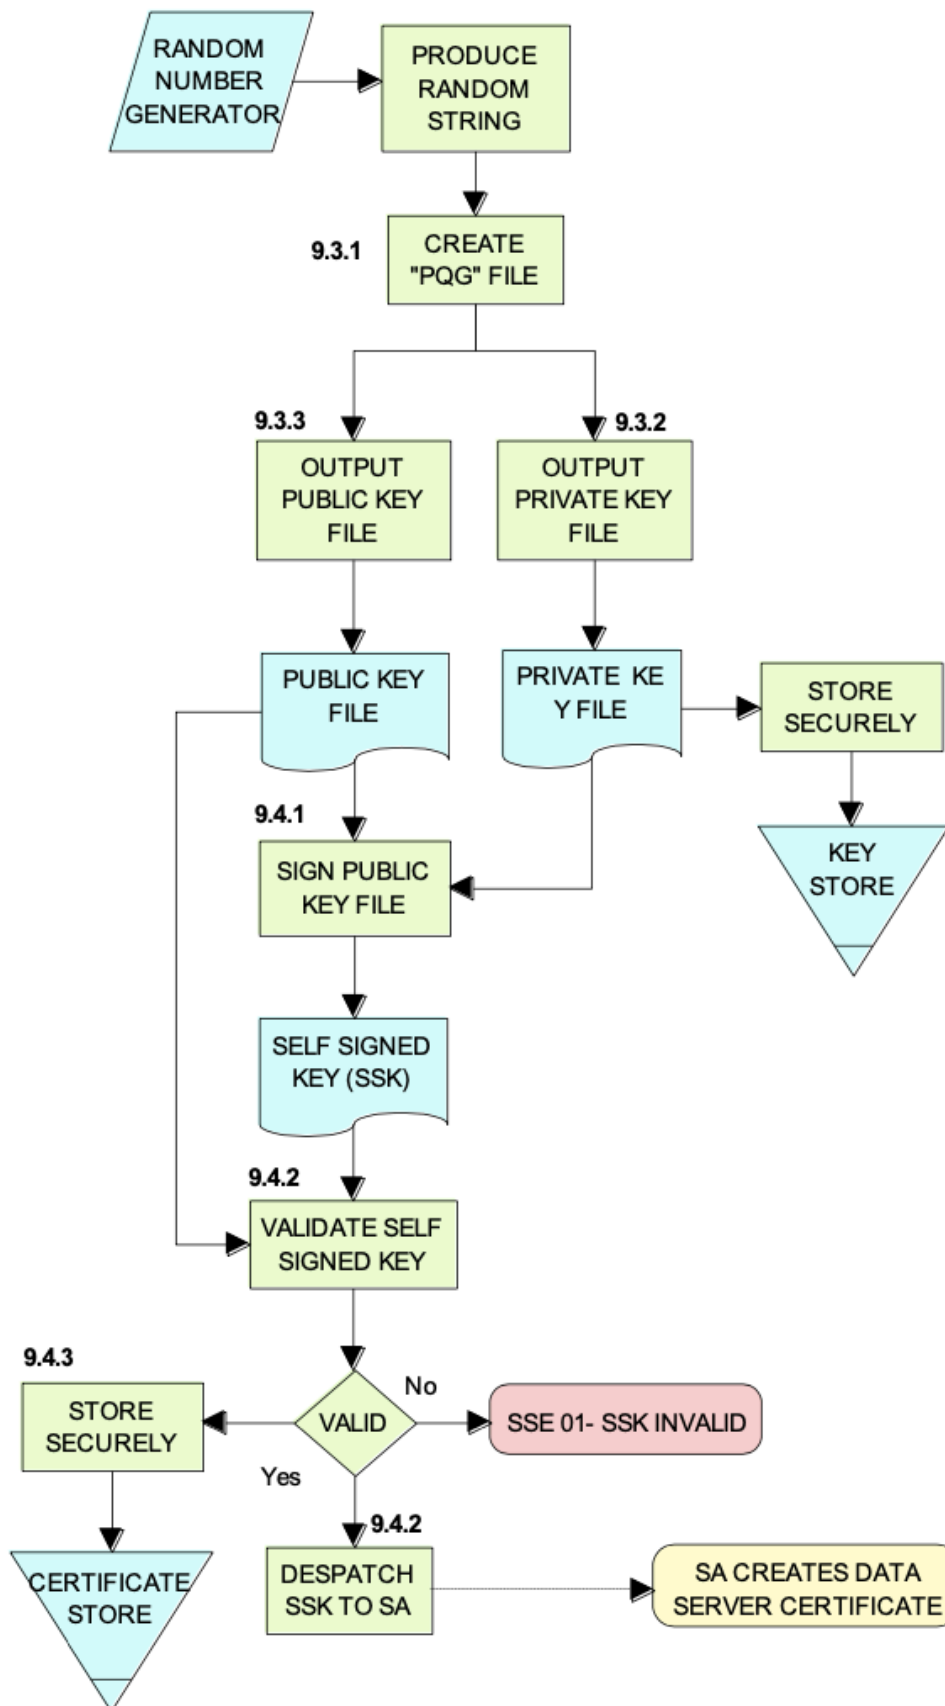 RANDOM
NUMBER
GENERATOR
PRODUCE
RANDOM
STRING
9.3.1
CREATE
"PQG" FILE
9.3.3
9.3.2
OUTPUT
PUBLIC KEY
FILE
OUTPUT
PRIVATE KEY
FILE
PUBLIC KEY
FILE
PRIVATE KE
Y FILE
STORE
SECURELY
9.4.1
SIGN PUBLIC
KEY FILE
KEY
STORE
SELF SIGNED
KEY (SSK)
9.4.2
VALIDATE SELF
SIGNED KEY
9.4.3
STORE
SECURELY
VALID
No
SSE 01- SSK INVALID
Yes
9.4.2
CERTIFICATE
STORE
DESPATCH
SSK TO SA
SA CREATES DATA
SERVER CERTIFICATE